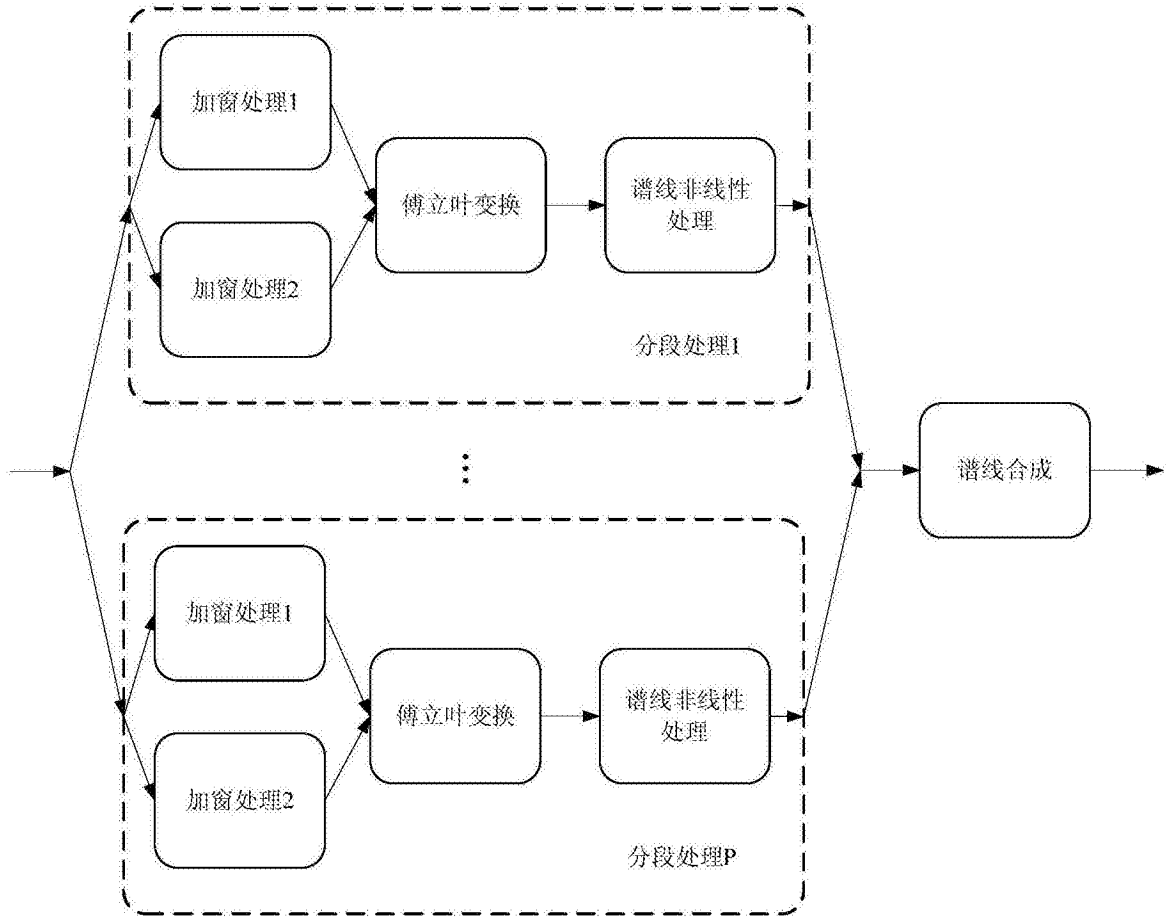 加窗处理1
加窗处理2
傅立叶变换
谱线非线性
处理
分段处理1
谱线合成
加窗处理1
加窗处理2
傅立叶变换
谱线非线性
处理
分段处理P